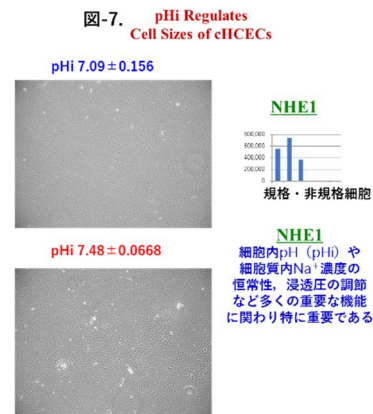 図-7. pHi Regulates
Cell Sizes of cHCECs
pHi 7.09±0.156
NHE1
800,000
600,000
400,000
200,000
0
規格・非規格細胞
pHi 7.48±0.0668
NHE1
細胞内pH（pHi）や
細胞質内Na⁺濃度の
恒常性，浸透圧の調節
など多くの重要な機能
に関わり特に重要である